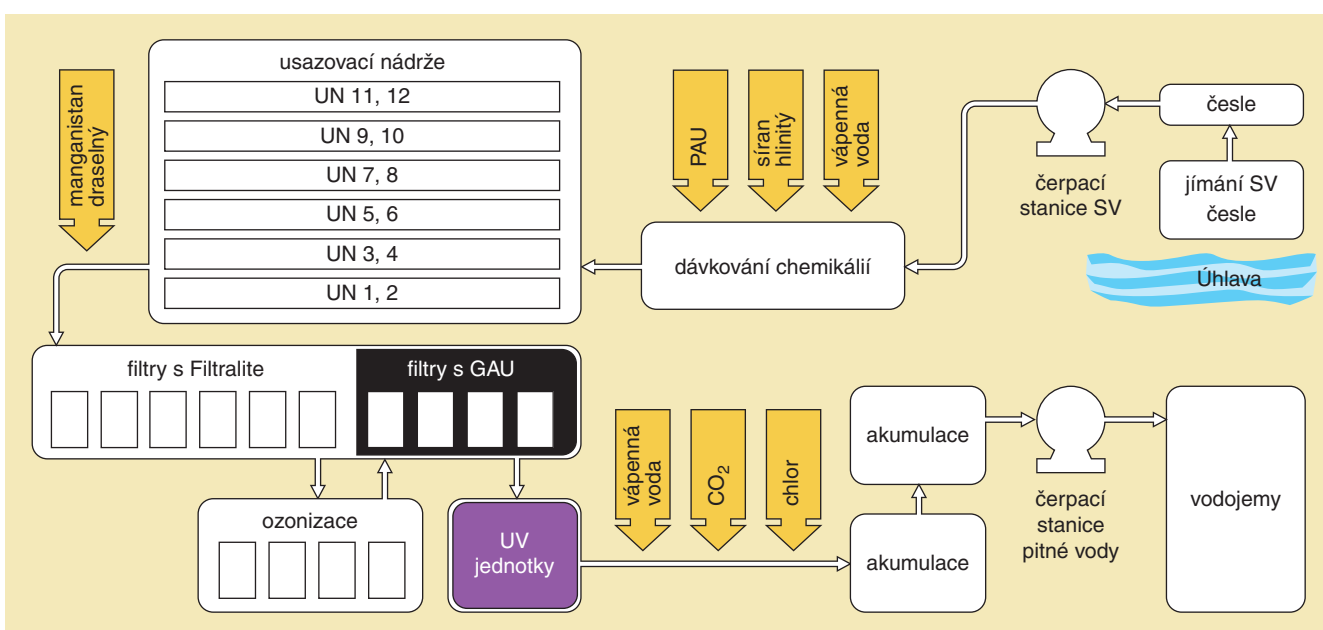 usazovací nádrže
UN 11, 12
UN 9, 10
UN 7, 8
UN 5, 6
UN 3, 4
UN 1, 2
manganistan
draselný
PAU
síran
hlinitý
vápenná
voda
dávkování chemikálií
čerpací
stanice SV
česle
jímání SV
česle
Úhlava
filtry s Filtralite
filtry s GAU
ozonizace
UV
jednotky
vápenná
voda
CO₂
chlor
akumulace
akumulace
čerpací
stanice
pitné vody
vodojemy